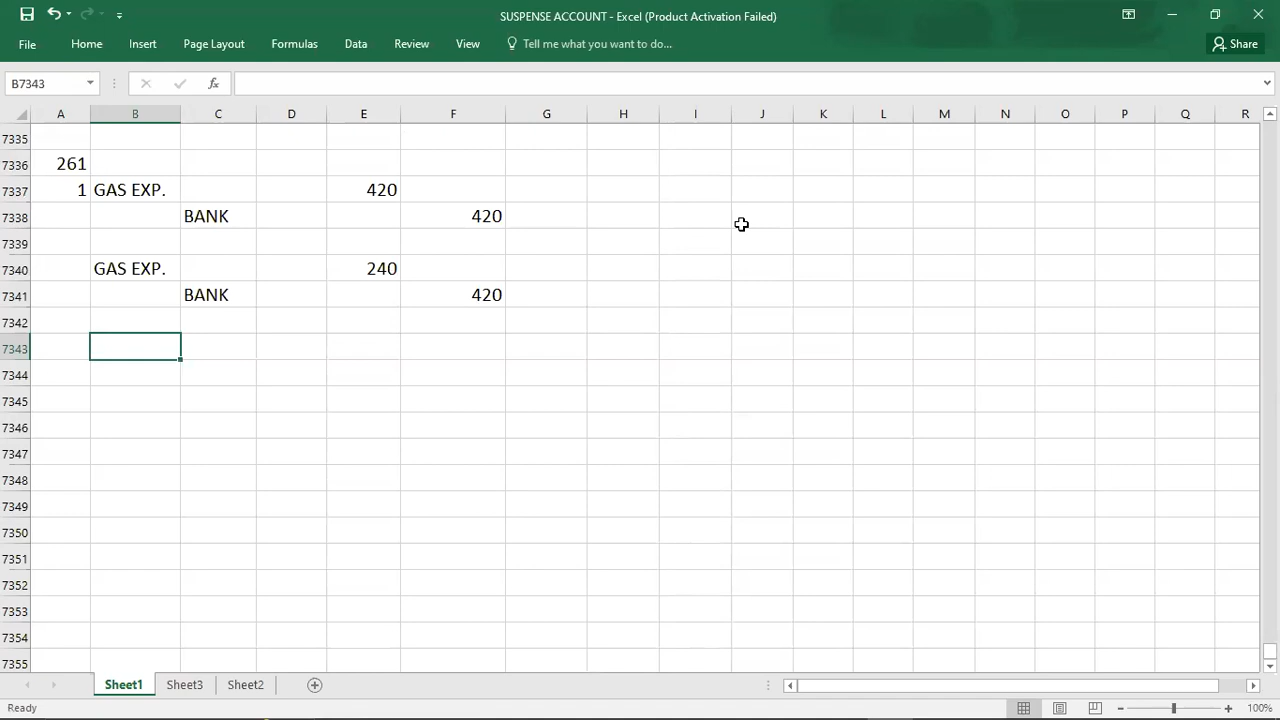 SUSPENSE ACCOUNT - Excel (Product Activation Failed)
File Home Insert Page Layout Formulas Data Review View Tell me what you want to do... Share
B7343 fx
A B C D E F G H I J K L M N O P Q R
7335
7336 261
7337 1 GAS EXP. 420
7338 BANK 420
7339
7340 GAS EXP. 240
7341 BANK 420
7342
7343
7344
7345
7346
7347
7348
7349
7350
7351
7352
7353
7354
7355
Sheet1 Sheet3 Sheet2
Ready 100%